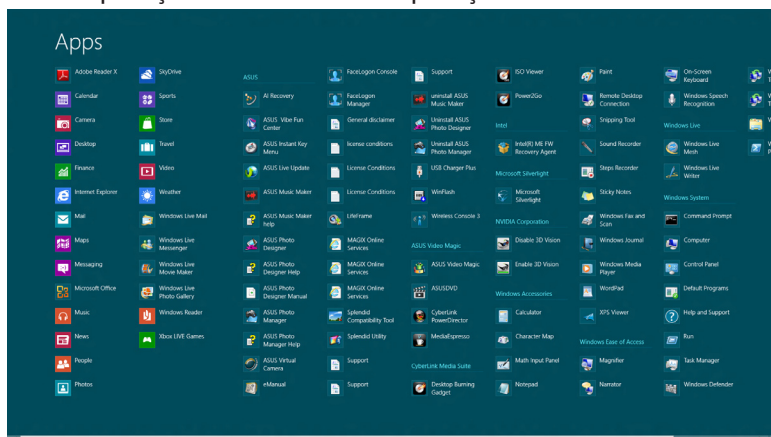 Apps
Adobe Reader X
Calendar
Camera
Desktop
Finance
Internet Explorer
Mail
Maps
Messaging
Microsoft Office
Music
News
People
Photos
SkyDrive
Sports
Store
Travel
Video
Weather
Windows Live Mail
Windows Live
Messenger
Windows Live
Movie Maker
Windows Live
Photo Gallery
Windows Reader
Xbox LIVE Games
ASUS
AI Recovery
ASUS Vibe Fun
Center
ASUS Instant Key
Menu
ASUS Live Update
ASUS Music Maker
ASUS Music Maker
help
ASUS Photo
Designer
ASUS Photo
Designer Help
ASUS Photo
Designer Manual
ASUS Photo
Manager
ASUS Photo
Manager Help
ASUS Virtual
Camera
eManual
FaceLogon Console
FaceLogon
Manager
General disclaimer
license conditions
License Conditions
License Conditions
LifeFrame
MAGIX Online
Services
MAGIX Online
Services
MAGIX Online
Services
Splendid
Compatibility Tool
Splendid Utility
Support
Support
Support
uninstall ASUS
Music Maker
Uninstall ASUS
Photo Designer
Uninstall ASUS
Photo Manager
USB Charger Plus
WinFlash
Wireless Console 3
ASUS Video Magic
ASUS Video Magic
ASUSDVD
CyberLink
PowerDirector
MediaEspresso
CyberLink Media Suite
Desktop Burning
Gadget
ISO Viewer
Power2Go
Intel
Intel(R) ME FW
Recovery Agent
Microsoft Silverlight
Microsoft
Silverlight
NVIDIA Corporation
Disable 3D Vision
Enable 3D Vision
Windows Accessories
Calculator
Character Map
Math Input Panel
Notepad
Paint
Remote Desktop
Connection
Snipping Tool
Sound Recorder
Steps Recorder
Sticky Notes
Windows Fax and
Scan
Windows Journal
Windows Media
Player
WordPad
XPS Viewer
Windows Ease of Access
Magnifier
Narrator
On-Screen
Keyboard
Windows Speech
Recognition
Windows Live
Windows Live
Mesh
Windows Live
Writer
Windows System
Command Prompt
Computer
Control Panel
Default Programs
Help and Support
Run
Task Manager
Windows Defender